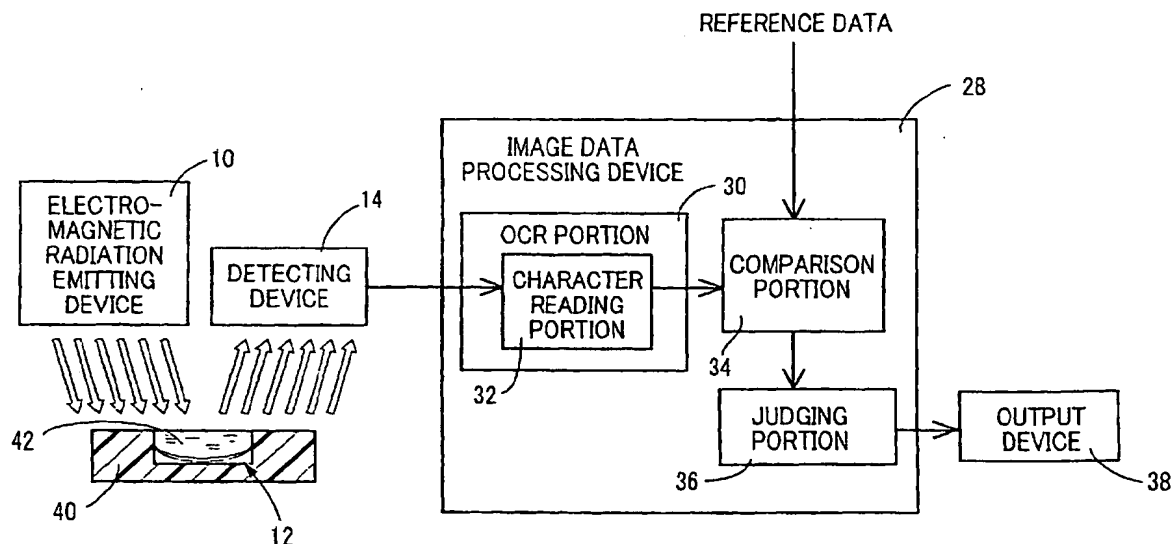 REFERENCE DATA
28
IMAGE DATA
PROCESSING DEVICE
10
ELECTRO-
MAGNETIC
RADIATION
EMITTING
DEVICE
14
DETECTING
DEVICE
30
OCR PORTION
CHARACTER
READING
PORTION
32
COMPARISON
PORTION
34
JUDGING
PORTION
36
OUTPUT
DEVICE
38
42
40
12